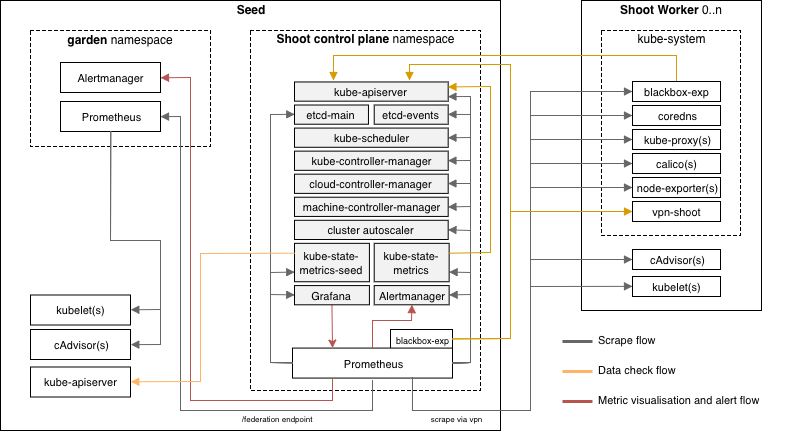 Seed
garden namespace
Alertmanager
Prometheus
kubelet(s)
cAdvisor(s)
kube-apiserver
Shoot control plane namespace
kube-apiserver
etcd-main
etcd-events
kube-scheduler
kube-controller-manager
cloud-controller-manager
machine-controller-manager
cluster autoscaler
kube-state-
metrics-seed
kube-state-
metrics
Grafana
Alertmanager
blackbox-exp
Prometheus
/federation endpoint
scrape via vpn
Shoot Worker 0..n
kube-system
blackbox-exp
coredns
kube-proxy(s)
calico(s)
node-exporter(s)
vpn-shoot
cAdvisor(s)
kubelet(s)
Scrape flow
Data check flow
Metric visualisation and alert flow